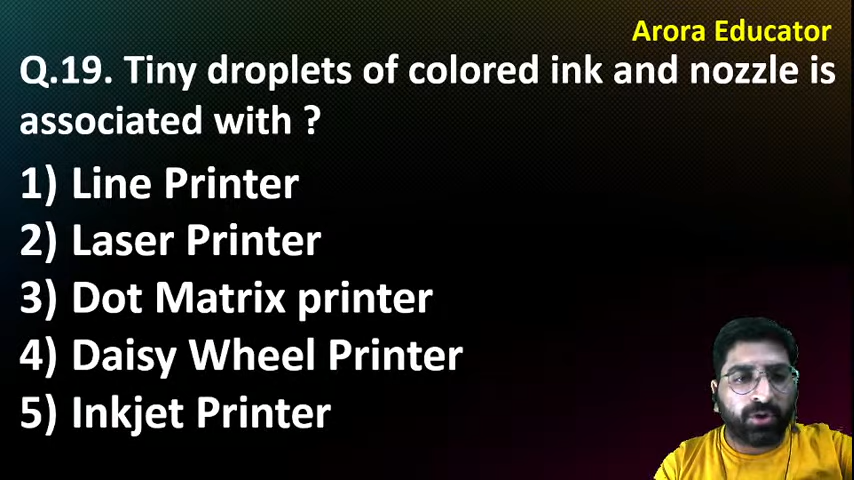 Arora Educator
Q.19. Tiny droplets of colored ink and nozzle is
associated with ?
1) Line Printer
2) Laser Printer
3) Dot Matrix printer
4) Daisy Wheel Printer
5) Inkjet Printer